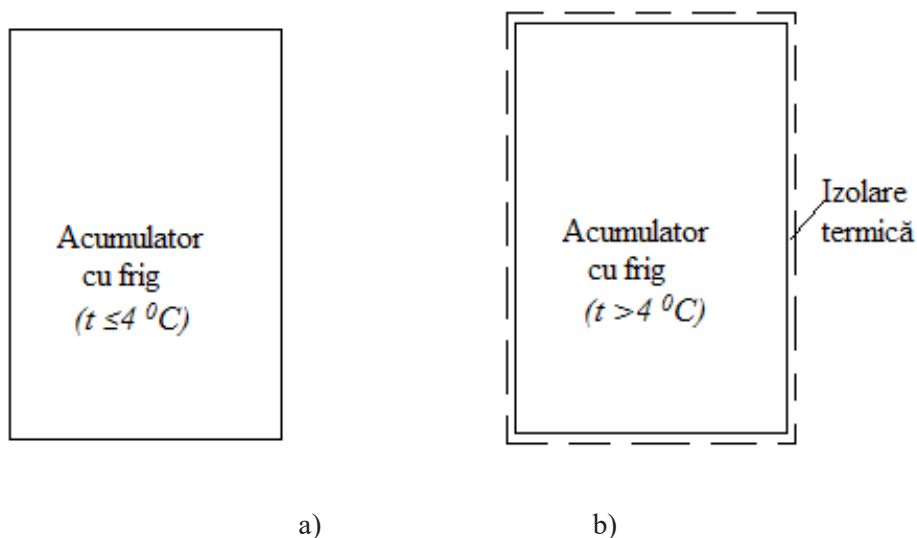 Acumulator
cu frig
(t ≤4 ⁰C)
Acumulator
cu frig
(t >4 ⁰C)
Izolare
termică
a)
b)